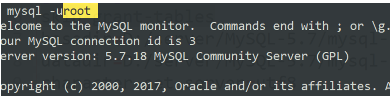 mysql -uroot
elcome to the MySQL monitor.  Commands end with ; or \g.
our MySQL connection id is 3
erver version: 5.7.18 MySQL Community Server (GPL)
opyright (c) 2000, 2017, Oracle and/or its affiliates. A